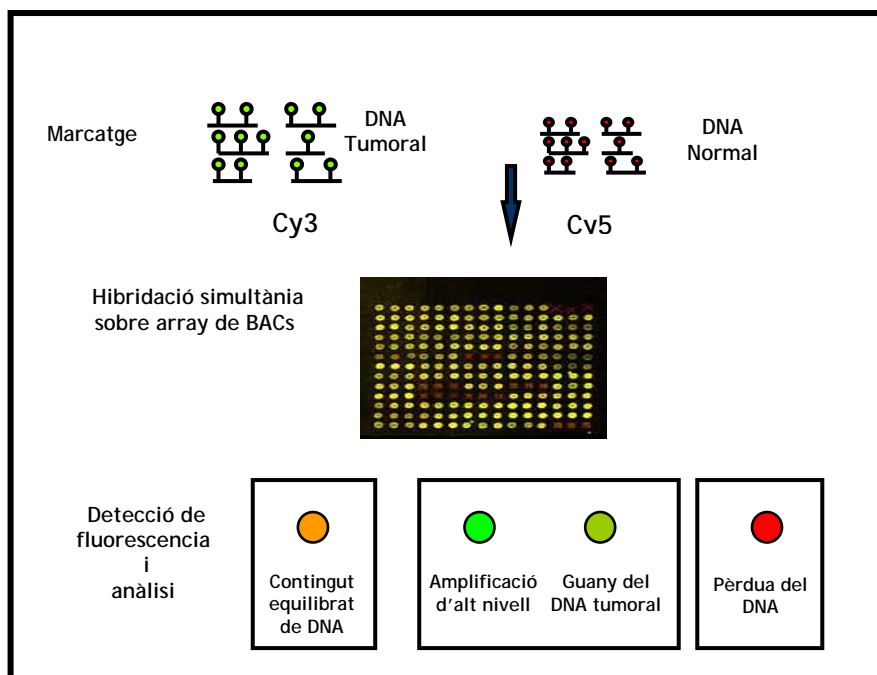 Marcatge
DNA
Tumoral
DNA
Normal
Cy3
Cv5
Hibridació simultània
sobre array de BACs
Detecció de
fluorescencia
i
anàlisi
Contingut
equilibrat
de DNA
Amplificació
d'alt nivell
Guany del
DNA tumoral
Pèrdua del
DNA